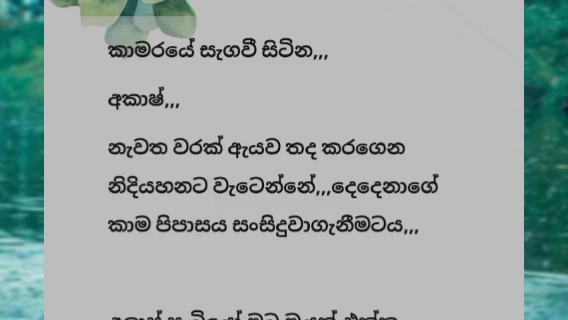 කාමරයේ සැගවී සිටින,,,
අකාෂ්,,,
නැවත වරක් ඇයව තද කරගෙන
නිදියහනට වැටෙන්නේ,,,දෙදෙනාගේ
කාම පිපාසය සංසිදුවාගැනීමටය,,,